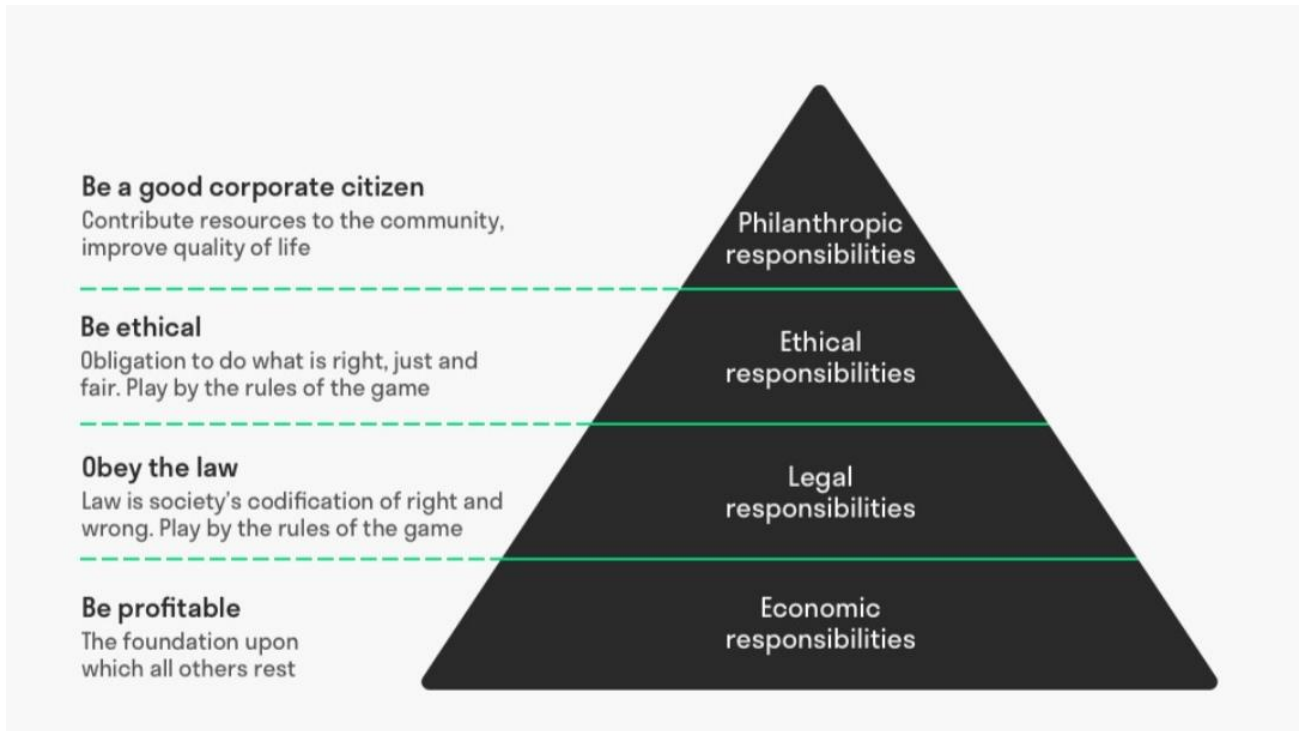 Be a good corporate citizen
Contribute resources to the community,
improve quality of life
Philanthropic
responsibilities
Be ethical
Obligation to do what is right, just and
fair. Play by the rules of the game
Ethical
responsibilities
Obey the law
Law is society's codification of right and
wrong. Play by the rules of the game
Legal
responsibilities
Be profitable
The foundation upon
which all others rest
Economic
responsibilities